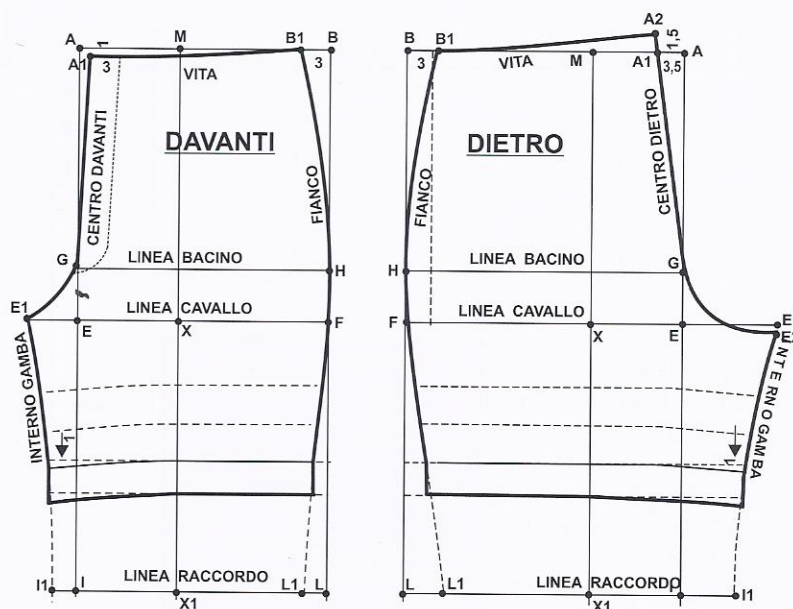 A 1 M B1 B
A1 3 VITA 3
DAVANTI
CENTRO DAVANTI
FIANCO
G LINEA BACINO H
E1 LINEA CAVALLO
E X F
INTERNO GAMBA
1
LINEA RACCORDO
I1 I X1 L1 L
A2
1,5
B B1 M A1 A
3 VITA 3,5
DIETRO
CENTRO DIETRO
FIANCO
LINEA BACINO
H G
LINEA CAVALLO
F X E E
INTERNO GAMBA
1
L L1 LINEA RACCORDO I1
X1